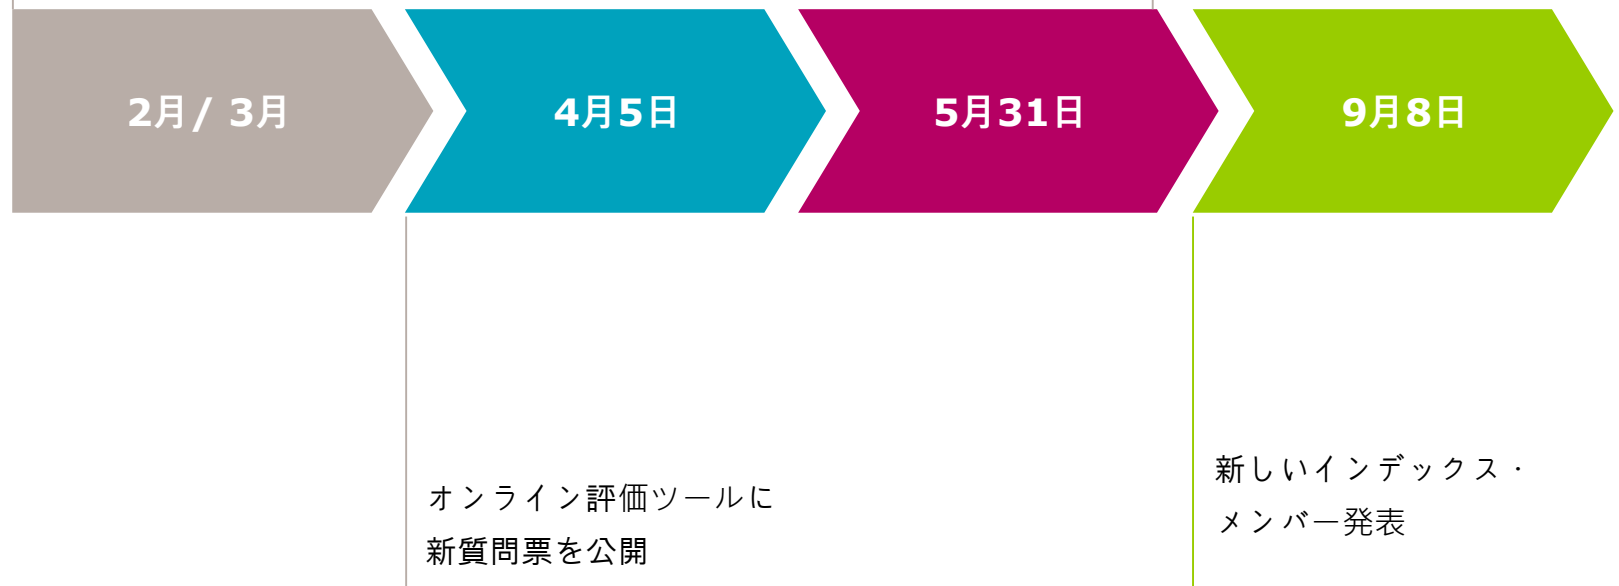 2月/ 3月
4月5日
5月31日
9月8日
オンライン評価ツールに
新質問票を公開
新しいインデックス・
メンバー発表